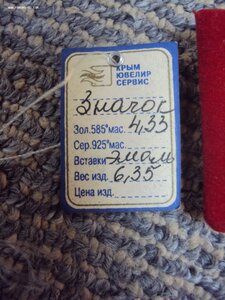 КРЫМ
ЮВЕЛИР
СЕРВИС
Значок
Зол.585°мас. 4,33
Сер.925°мас.
Вставки эмаль
Вес изд. 6,35
Цена изд.